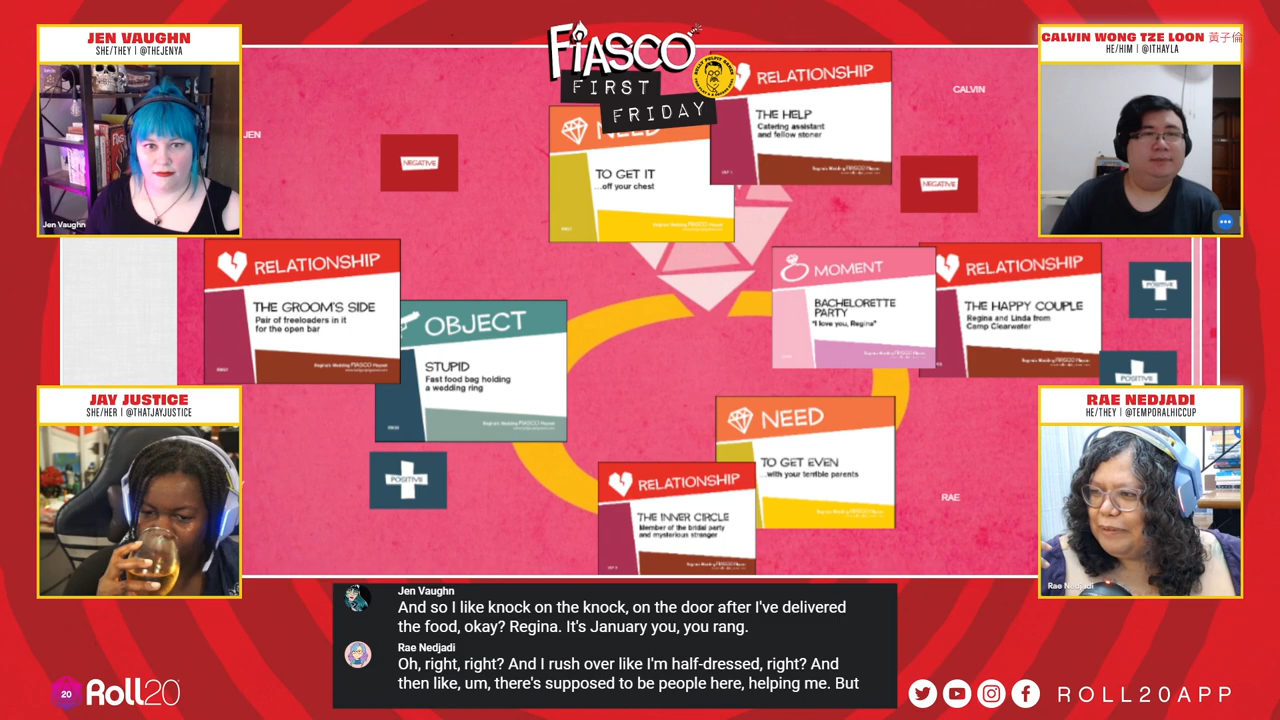 JEN VAUGHN
SHE/THEY | @THEJENYA
Jen Vaughn
JEN
FIASCO
FIRST
FRIDAY
CALVIN WONG TZE LOON 黃子倫
HE/HIM | @ITHAYLA
CALVIN
RELATIONSHIP
THE HELP
Catering assistant
and fellow stoner
NEED
TO GET IT
...off your chest
NEGATIVE
NEGATIVE
RELATIONSHIP
THE GROOM'S SIDE
Pair of freeloaders in it
for the open bar
OBJECT
STUPID
Fast food bag holding
a wedding ring
MOMENT
BACHELORETTE
PARTY
"I love you, Regina"
RELATIONSHIP
THE HAPPY COUPLE
Regina and Linda from
Camp Clearwater
POSITIVE
POSITIVE
JAY JUSTICE
SHE/HER | @THATJAYJUSTICE
POSITIVE
NEED
TO GET EVEN
...with your terrible parents
RELATIONSHIP
THE INNER CIRCLE
Member of the bridal party
and mysterious stranger
RAE
RAE NEDJADI
HE/THEY | @TEMPORALHICCUP
Rae Nedjadi
Jen Vaughn
And so I like knock on the knock, on the door after I've delivered
the food, okay? Regina. It's January you, you rang.
Rae Nedjadi
Oh, right, right? And I rush over like I'm half-dressed, right? And
then like, um, there's supposed to be people here, helping me. But
20 Roll20
ROLL20APP